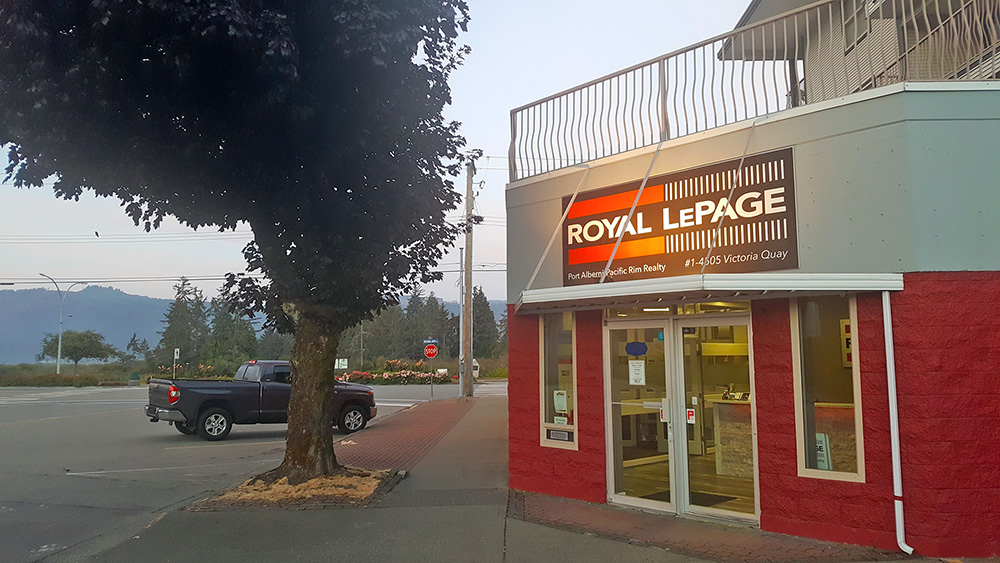 ROYAL LEPAGE
Port Alberni Pacific Rim Realty
#1-4505 Victoria Quay
STOP